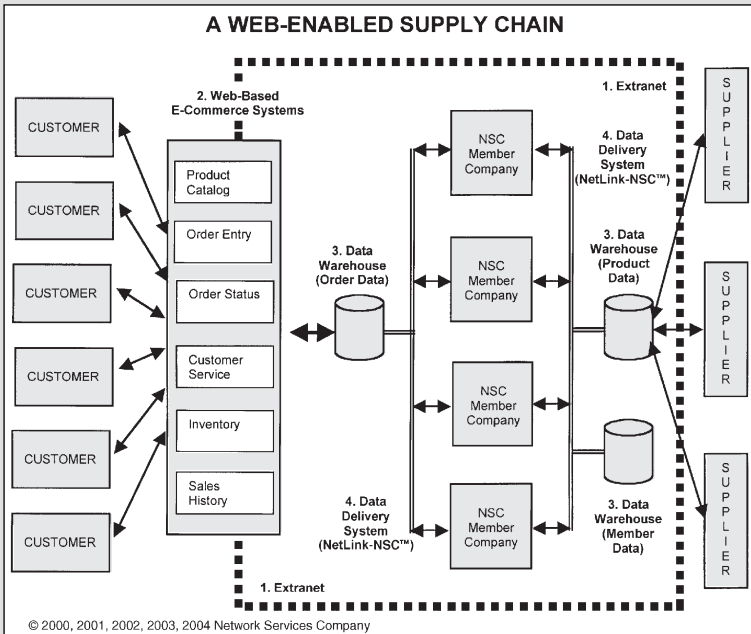 A WEB-ENABLED SUPPLY CHAIN
1. Extranet
2. Web-Based
E-Commerce Systems
CUSTOMER
CUSTOMER
CUSTOMER
CUSTOMER
CUSTOMER
CUSTOMER
Product
Catalog
Order Entry
Order Status
Customer
Service
Inventory
Sales
History
3. Data
Warehouse
(Order Data)
4. Data
Delivery
System
(NetLink-NSC™)
NSC
Member
Company
NSC
Member
Company
NSC
Member
Company
NSC
Member
Company
4. Data
Delivery
System
(NetLink-NSC™)
3. Data
Warehouse
(Product
Data)
3. Data
Warehouse
(Member
Data)
SUPPLIER
SUPPLIER
SUPPLIER
1. Extranet
© 2000, 2001, 2002, 2003, 2004 Network Services Company